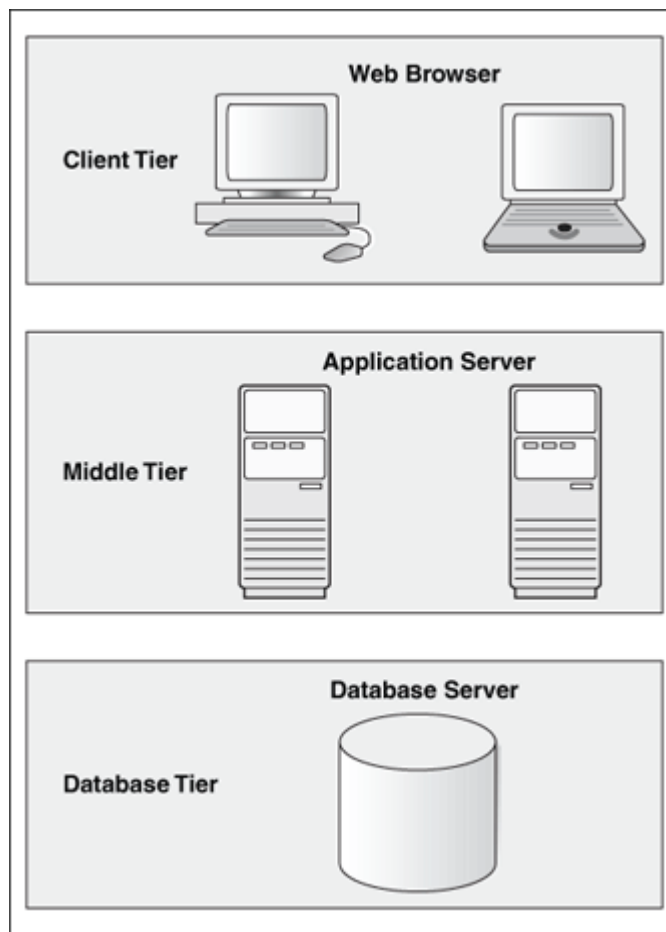 Web Browser
Client Tier
Application Server
Middle Tier
Database Server
Database Tier